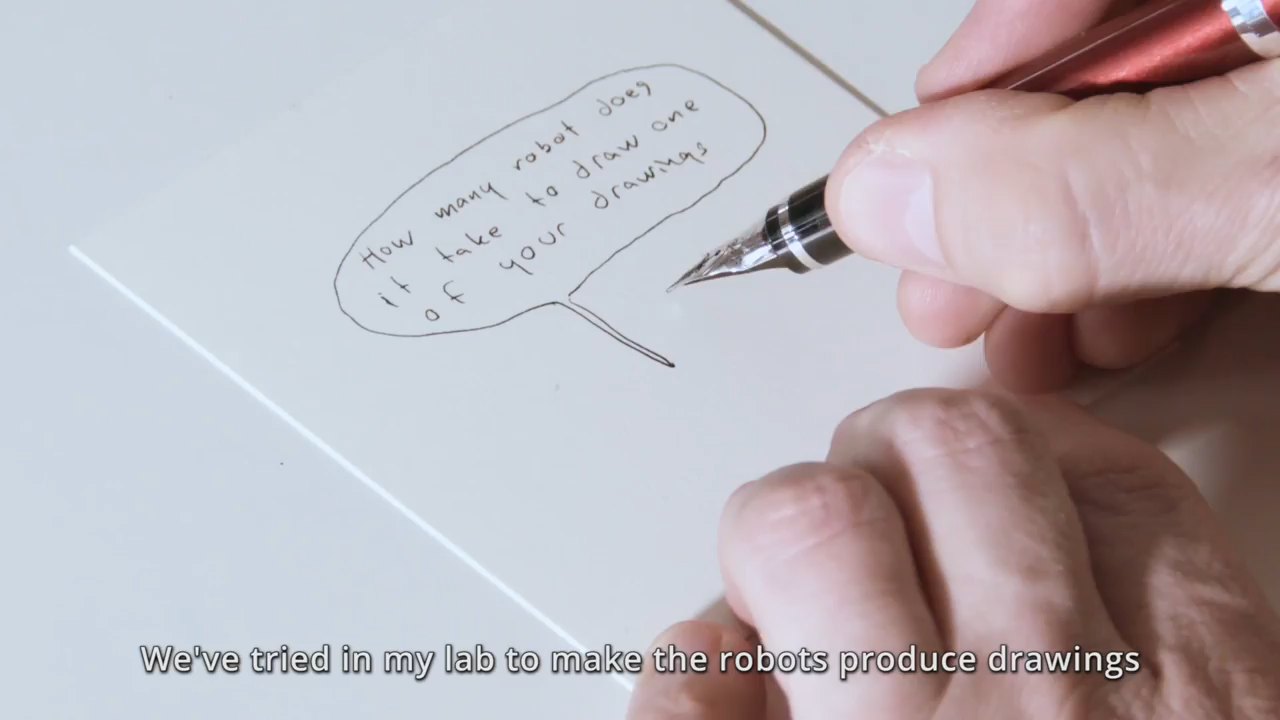 How many robot does
it take to draw one
of your drawings
We've tried in my lab to make the robots produce drawings